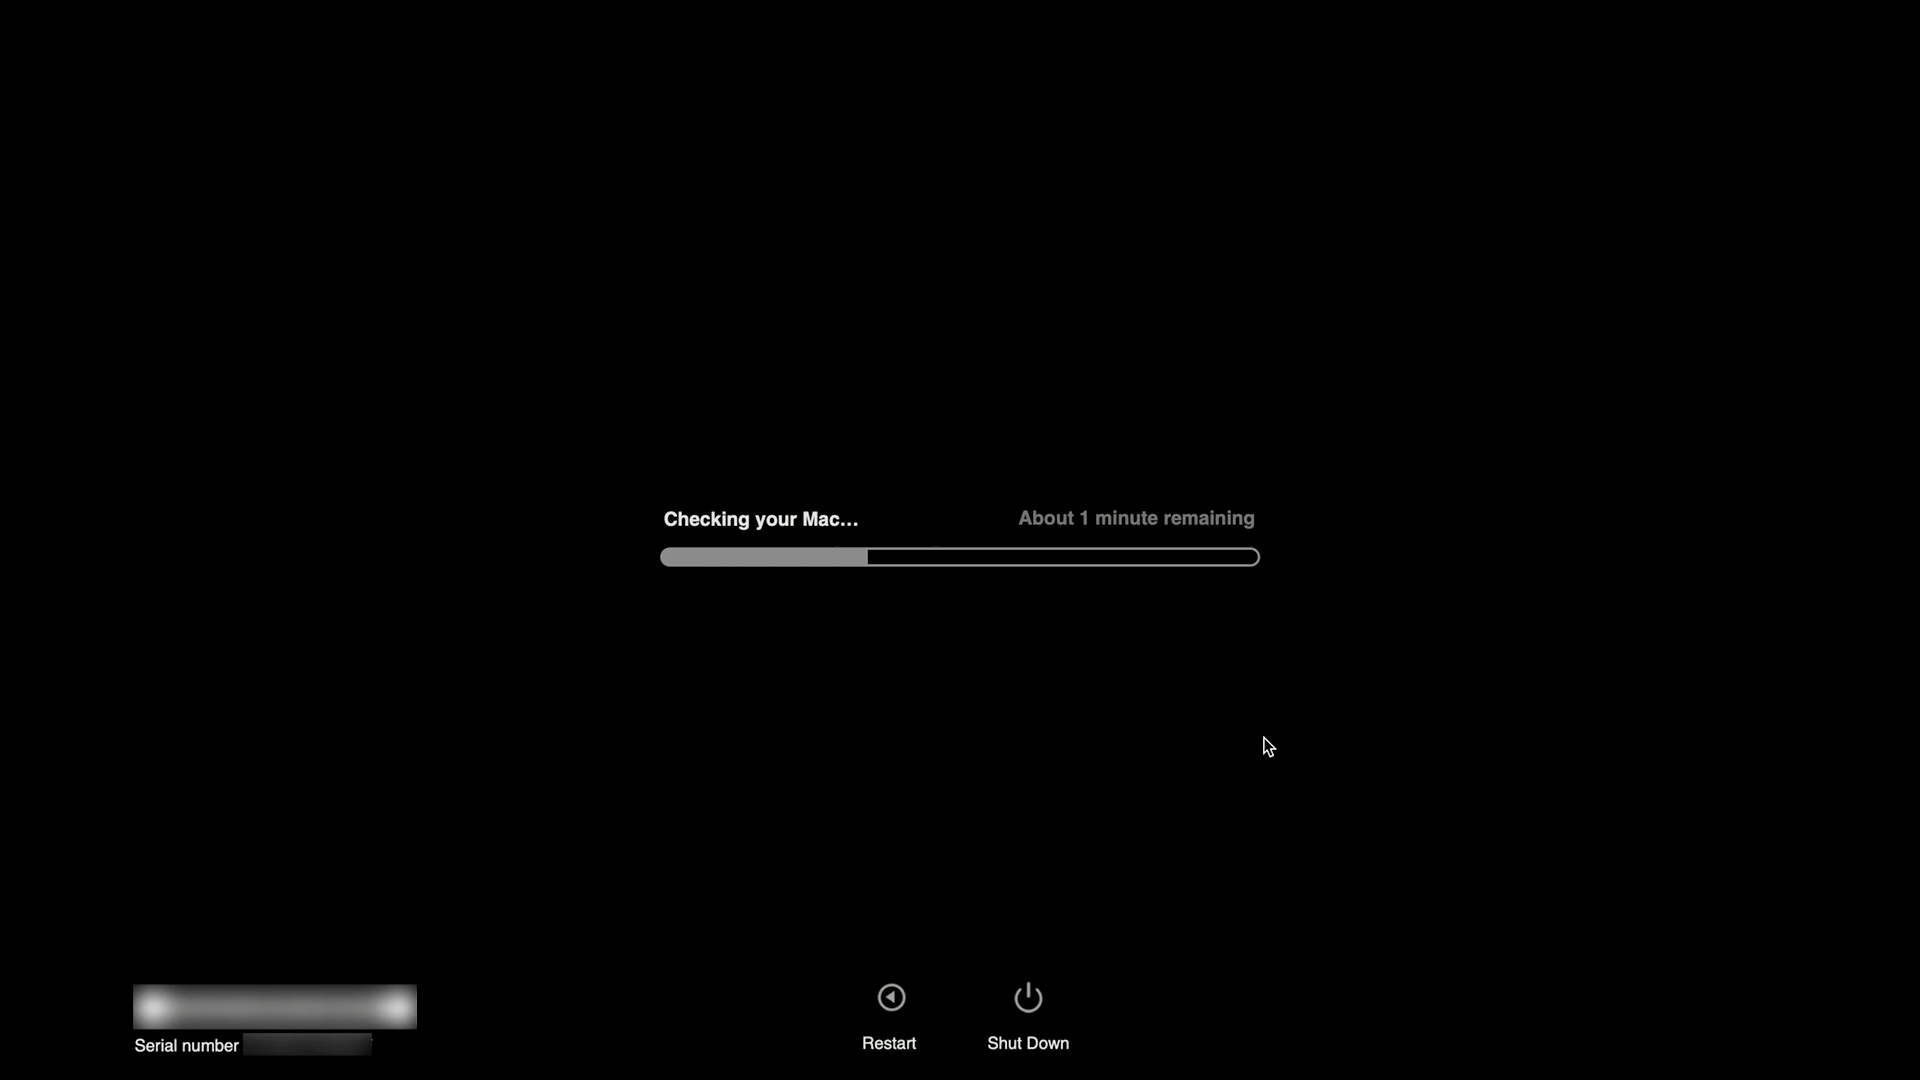 Checking your Mac...
About 1 minute remaining
Restart
Shut Down
Serial number